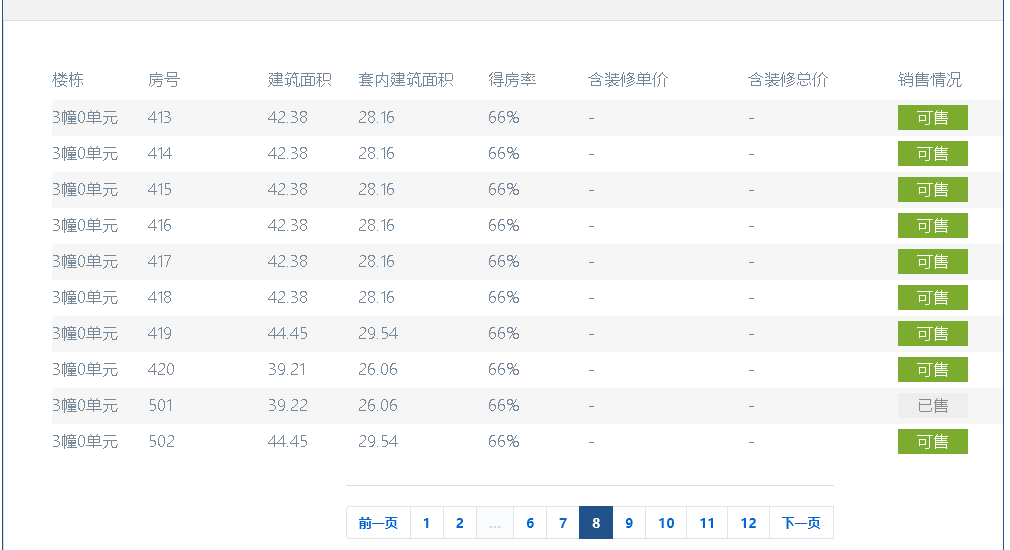 楼栋 房号 建筑面积 套内建筑面积 得房率 含装修单价 含装修总价 销售情况
3幢0单元 413 42.38 28.16 66% - - 可售
3幢0单元 414 42.38 28.16 66% - - 可售
3幢0单元 415 42.38 28.16 66% - - 可售
3幢0单元 416 42.38 28.16 66% - - 可售
3幢0单元 417 42.38 28.16 66% - - 可售
3幢0单元 418 42.38 28.16 66% - - 可售
3幢0单元 419 44.45 29.54 66% - - 可售
3幢0单元 420 39.21 26.06 66% - - 可售
3幢0单元 501 39.22 26.06 66% - - 已售
3幢0单元 502 44.45 29.54 66% - - 可售
前一页 1 2 ... 6 7 8 9 10 11 12 下一页